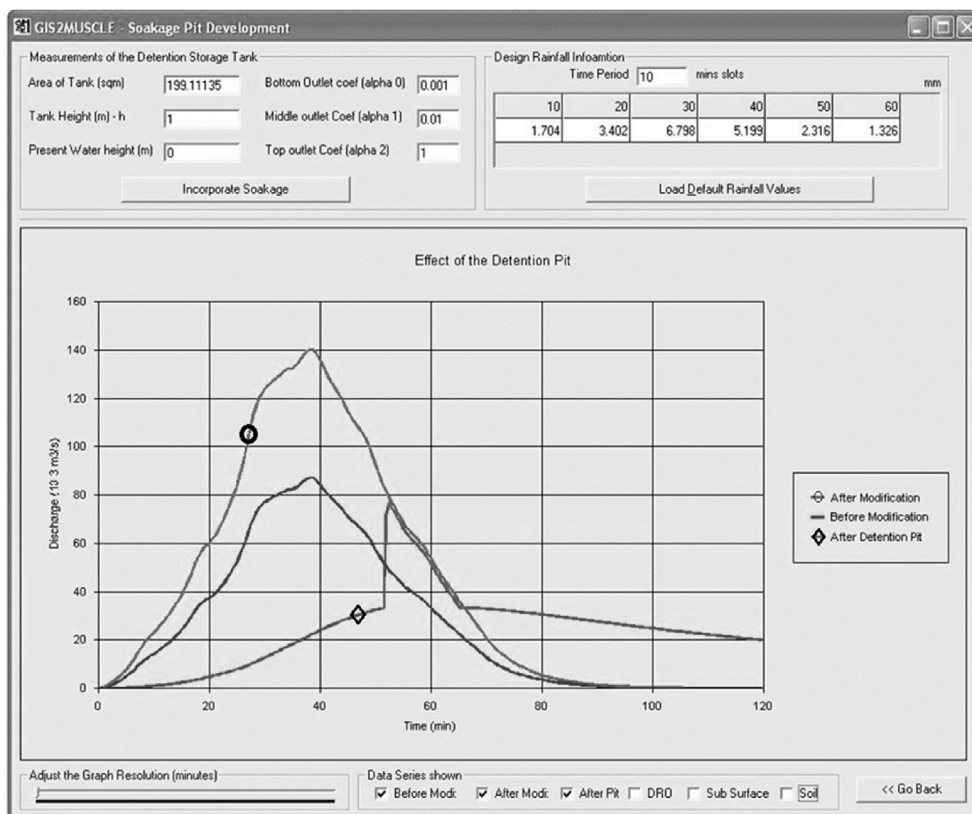 GIS2MUSCLE - Soakage Pit Development
Measurements of the Detention Storage Tank
Area of Tank (sqm) 199.11135 Bottom Outlet coef (alpha 0) 0.001
Tank Height (m) - h 1 Middle outlet Coef (alpha 1) 0.01
Present Water height (m) 0 Top outlet Coef (alpha 2) 1
Incorporate Soakage
Design Rainfall Infoamtion
Time Period 10 mins slots
mm
10 20 30 40 50 60
1.704 3.402 6.798 5.199 2.316 1.326
Load Default Rainfall Values
Effect of the Detention Pit
160
140
120
100
80
60
40
20
0
Discharge (10 3 m3/s)
0 20 40 60 80 100 120
Time (min)
After Modification
Before Modification
After Detention Pit
Adjust the Graph Resolution (minutes)
Data Series shown
Before Modi: After Modi: After Pit DRO Sub Surface Soil
<< Go Back